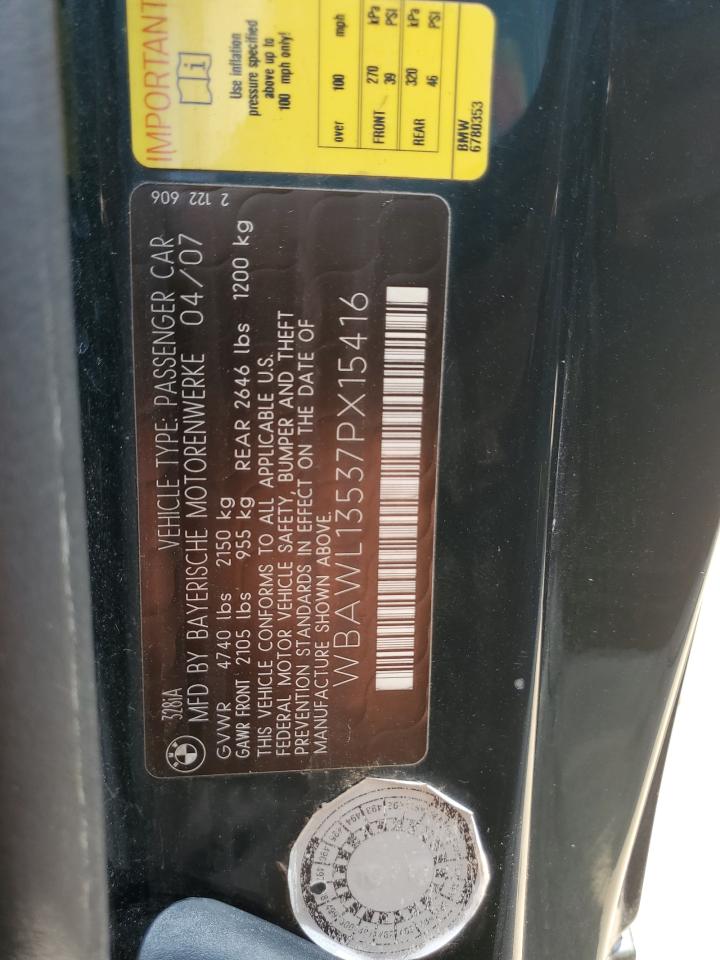 IMPORTANT
Use inflation
pressure specified
above up to
100 mph only!
over 100 mph
kPa PSI kPa PSI
FRONT 270 39
REAR 320 46
BMW
6780353
2 122 606
328iA VEHICLE TYPE: PASSENGER CAR
MFD BY BAYERISCHE MOTORENWERKE 04/07
GVWR 4740 lbs 2150 kg
GAWR FRONT 2105 lbs 955 kg REAR 2646 lbs 1200 kg
THIS VEHICLE CONFORMS TO ALL APPLICABLE U.S.
FEDERAL MOTOR VEHICLE SAFETY, BUMPER AND THEFT
PREVENTION STANDARDS IN EFFECT ON THE DATE OF
MANUFACTURE SHOWN ABOVE.
WBAWL13537PX15416